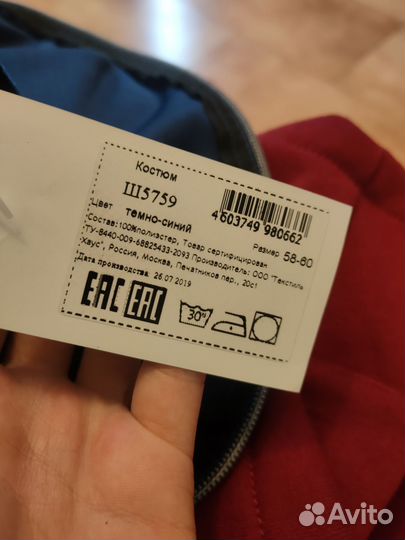 Костюм
Ш5759
Цвет темно-синий
4 603749 980662
Размер 58-60
Состав:100%полиэстер, Товар сертифицирован
"ТУ-8440-009-68825433-2093 Производитель: ООО "Текстиль
Хаус", Россия, Москва, Печатников пер., 20с1
Дата производства 26.07.2019
EAC EAC
30°
Avito